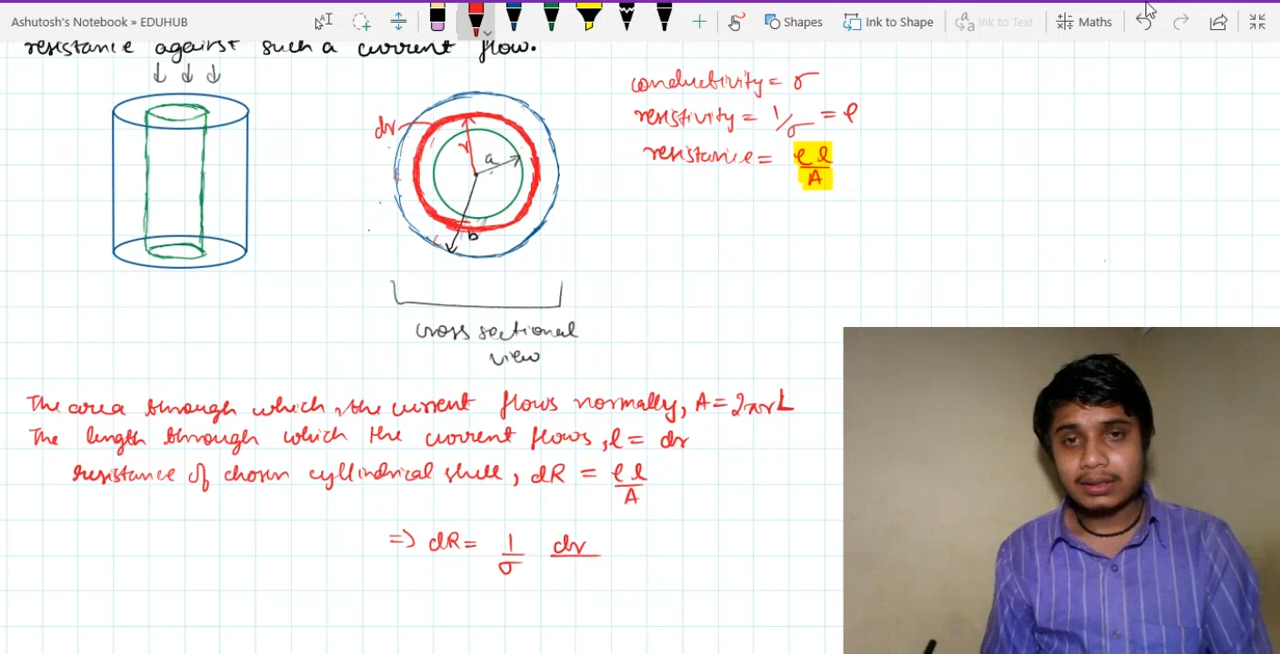 Ashutosh's Notebook » EDUHUB
Shapes
Ink to Shape
Ink to Text
Maths
resistance against such a current flow.
conductivity = σ
resistivity = 1/σ = ρ
resistance = ρl/A
dr
r
a
b
cross sectional
view
The area through which the current flows normally, A = 2πrL
The length through which the current flows, l = dr
resistance of chosen cyllindrical shell, dR = ρl/A
=> dR = 1/σ dr